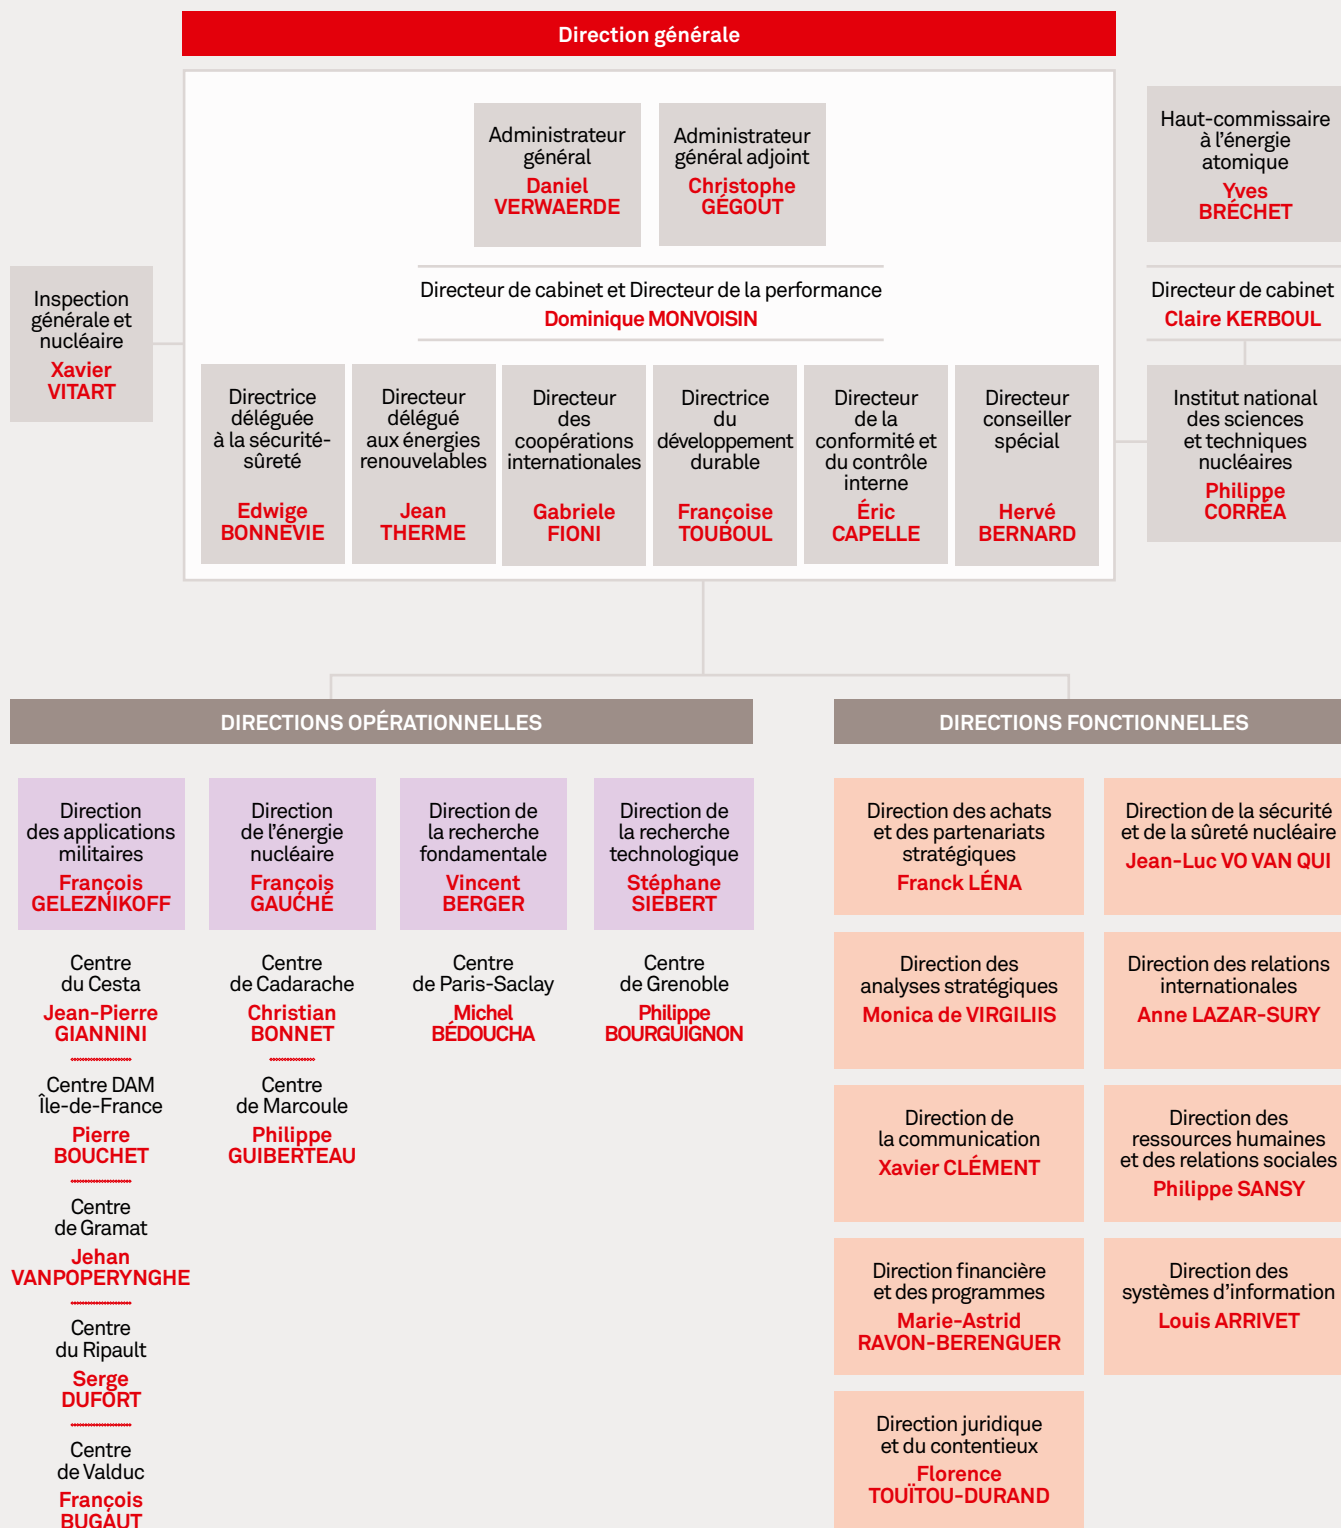 Direction générale
Administrateur
général
Daniel
VERWAERDE
Administrateur
général adjoint
Christophe
GÉGOUT
Haut-commissaire
à l'énergie
atomique
Yves
BRÉCHET
Inspection
générale et
nucléaire
Xavier
VITART
Directeur de cabinet et Directeur de la performance
Dominique MONVOISIN
Directeur de cabinet
Claire KERBOUL
Directrice
déléguée
à la sécurité-
sûreté
Edwige
BONNEVIE
Directeur
délégué
aux énergies
renouvelables
Jean
THERME
Directeur
des
coopérations
internationales
Gabriele
FIONI
Directrice
du
développement
durable
Françoise
TOUBOUL
Directeur
de la
conformité et
du contrôle
interne
Éric
CAPELLE
Directeur
conseiller
spécial
Hervé
BERNARD
Institut national
des sciences
et techniques
nucléaires
Philippe
CORRÉA
DIRECTIONS OPÉRATIONNELLES
Direction
des applications
militaires
François
GELEZNIKOFF
Direction
de l'énergie
nucléaire
François
GAUCHÉ
Direction de
la recherche
fondamentale
Vincent
BERGER
Direction de
la recherche
technologique
Stéphane
SIEBERT
Centre
du Cesta
Jean-Pierre
GIANNINI
Centre DAM
Île-de-France
Pierre
BOUCHET
Centre
de Gramat
Jehan
VANPOPERYNGHE
Centre
du Ripault
Serge
DUFORT
Centre
de Valduc
François
BUGAUT
Centre
de Cadarache
Christian
BONNET
Centre
de Marcoule
Philippe
GUIBERTEAU
Centre
de Paris-Saclay
Michel
BÉDOUCHA
Centre
de Grenoble
Philippe
BOURGUIGNON
DIRECTIONS FONCTIONNELLES
Direction des achats
et des partenariats
stratégiques
Franck LÉNA
Direction de la sécurité
et de la sûreté nucléaire
Jean-Luc VO VAN QUI
Direction des
analyses stratégiques
Monica de VIRGILIIS
Direction des relations
internationales
Anne LAZAR-SURY
Direction de
la communication
Xavier CLÉMENT
Direction des
ressources humaines
et des relations sociales
Philippe SANSY
Direction financière
et des programmes
Marie-Astrid
RAVON-BERENGUER
Direction des
systèmes d'information
Louis ARRIVET
Direction juridique
et du contentieux
Florence
TOUÏTOU-DURAND